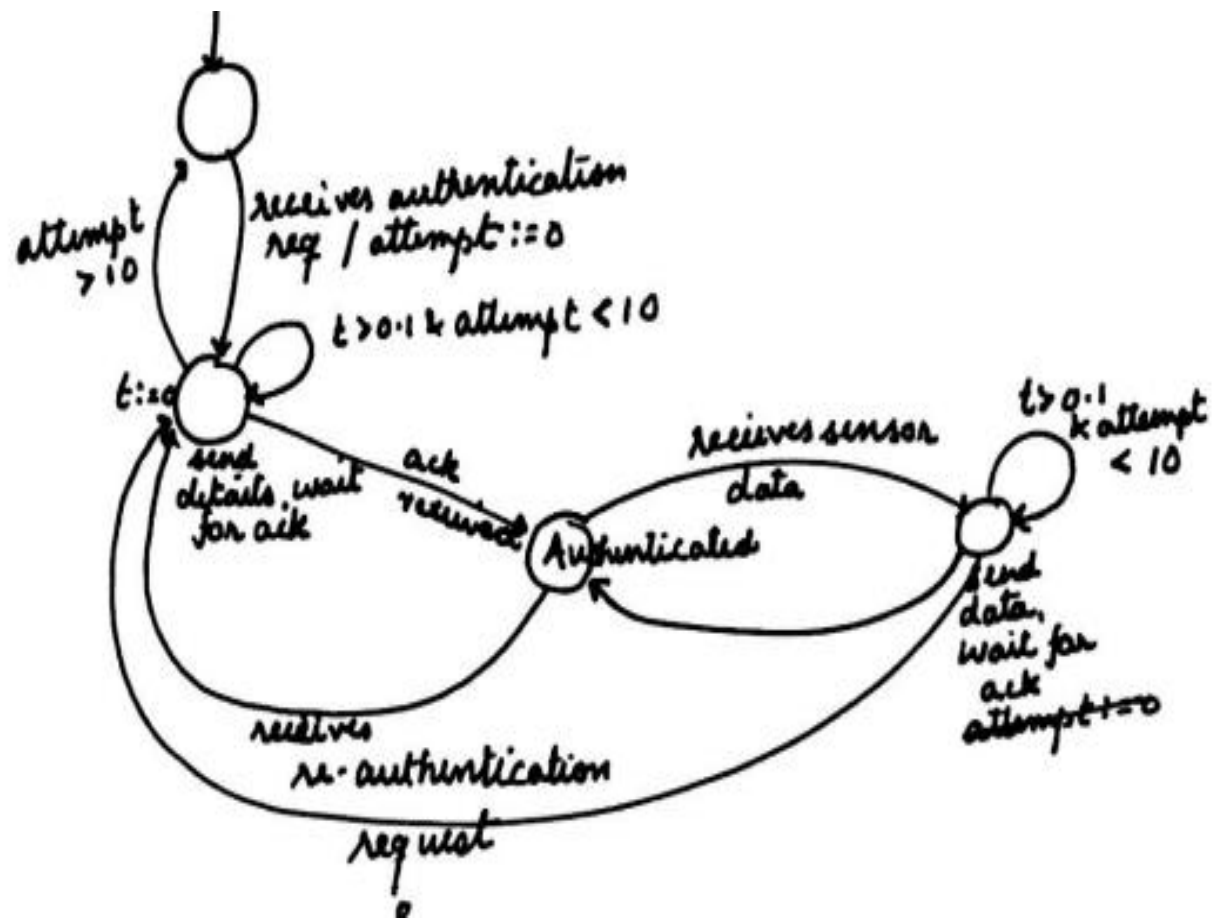 receives authentication
req / attempt := 0
attempt
> 10
t > 0.1 & attempt < 10
t := 0
send
details, wait
for ack
ack
received
Authenticated
receives sensor
data
t > 0.1
& attempt
< 10
send
data,
wait for
ack
attempt := 0
receives
re-authentication
request